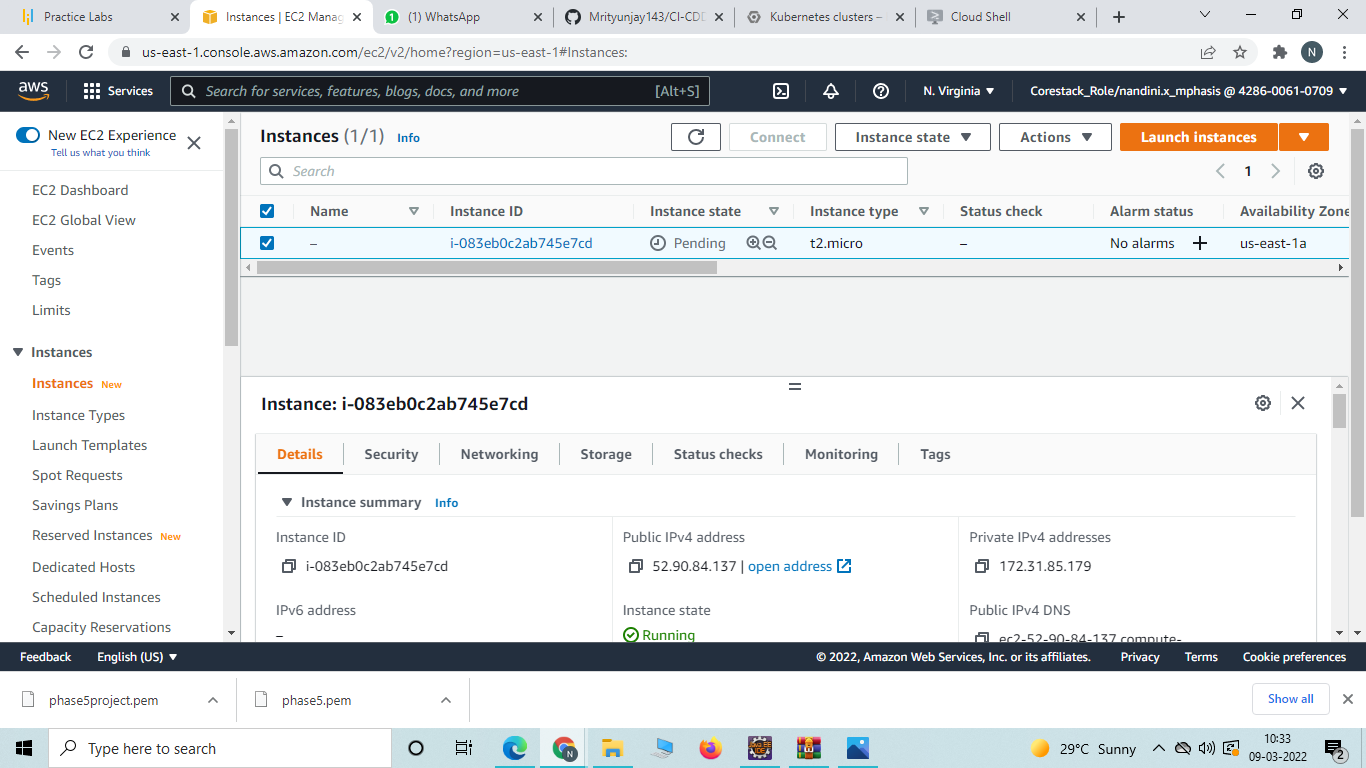 Practice Labs
Instances | EC2 Manag
(1) WhatsApp
Mrityunjay143/CI-CDD
Kubernetes clusters –
Cloud Shell
us-east-1.console.aws.amazon.com/ec2/v2/home?region=us-east-1#Instances:
N
aws
Services
Search for services, features, blogs, docs, and more
[Alt+S]
N. Virginia
Corestack_Role/nandini.x_mphasis @ 4286-0061-0709
New EC2 Experience
Tell us what you think
EC2 Dashboard
EC2 Global View
Events
Tags
Limits
Instances
Instances New
Instance Types
Launch Templates
Spot Requests
Savings Plans
Reserved Instances New
Dedicated Hosts
Scheduled Instances
Capacity Reservations
Instances (1/1) Info
Connect
Instance state
Actions
Launch instances
Search
1
Name Instance ID Instance state Instance type Status check Alarm status Availability Zone
– i-083eb0c2ab745e7cd Pending t2.micro – No alarms + us-east-1a
Instance: i-083eb0c2ab745e7cd
Details Security Networking Storage Status checks Monitoring Tags
Instance summary Info
Instance ID
i-083eb0c2ab745e7cd
Public IPv4 address
52.90.84.137 | open address
Private IPv4 addresses
172.31.85.179
IPv6 address
–
Instance state
Running
Public IPv4 DNS
ec2-52-90-84-137.compute-
Feedback English (US)
© 2022, Amazon Web Services, Inc. or its affiliates. Privacy Terms Cookie preferences
phase5project.pem
phase5.pem
Show all
Type here to search
29°C Sunny
10:33
09-03-2022
2